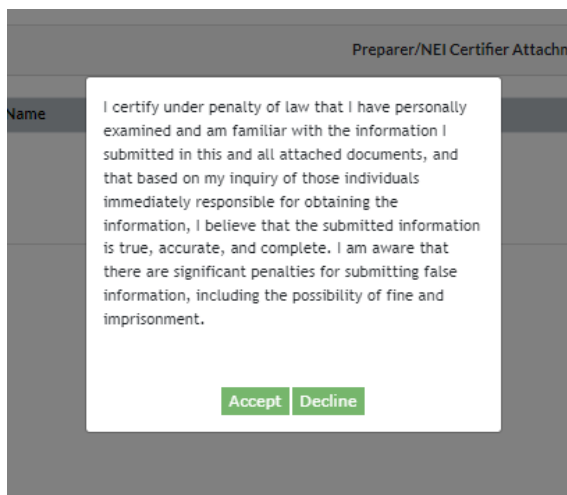 Preparer/NEI Certifier
Name
I certify under penalty of law that I have personally
examined and am familiar with the information I
submitted in this and all attached documents, and
that based on my inquiry of those individuals
immediately responsible for obtaining the
information, I believe that the submitted information
is true, accurate, and complete. I am aware that
there are significant penalties for submitting false
information, including the possibility of fine and
imprisonment.
Accept Decline